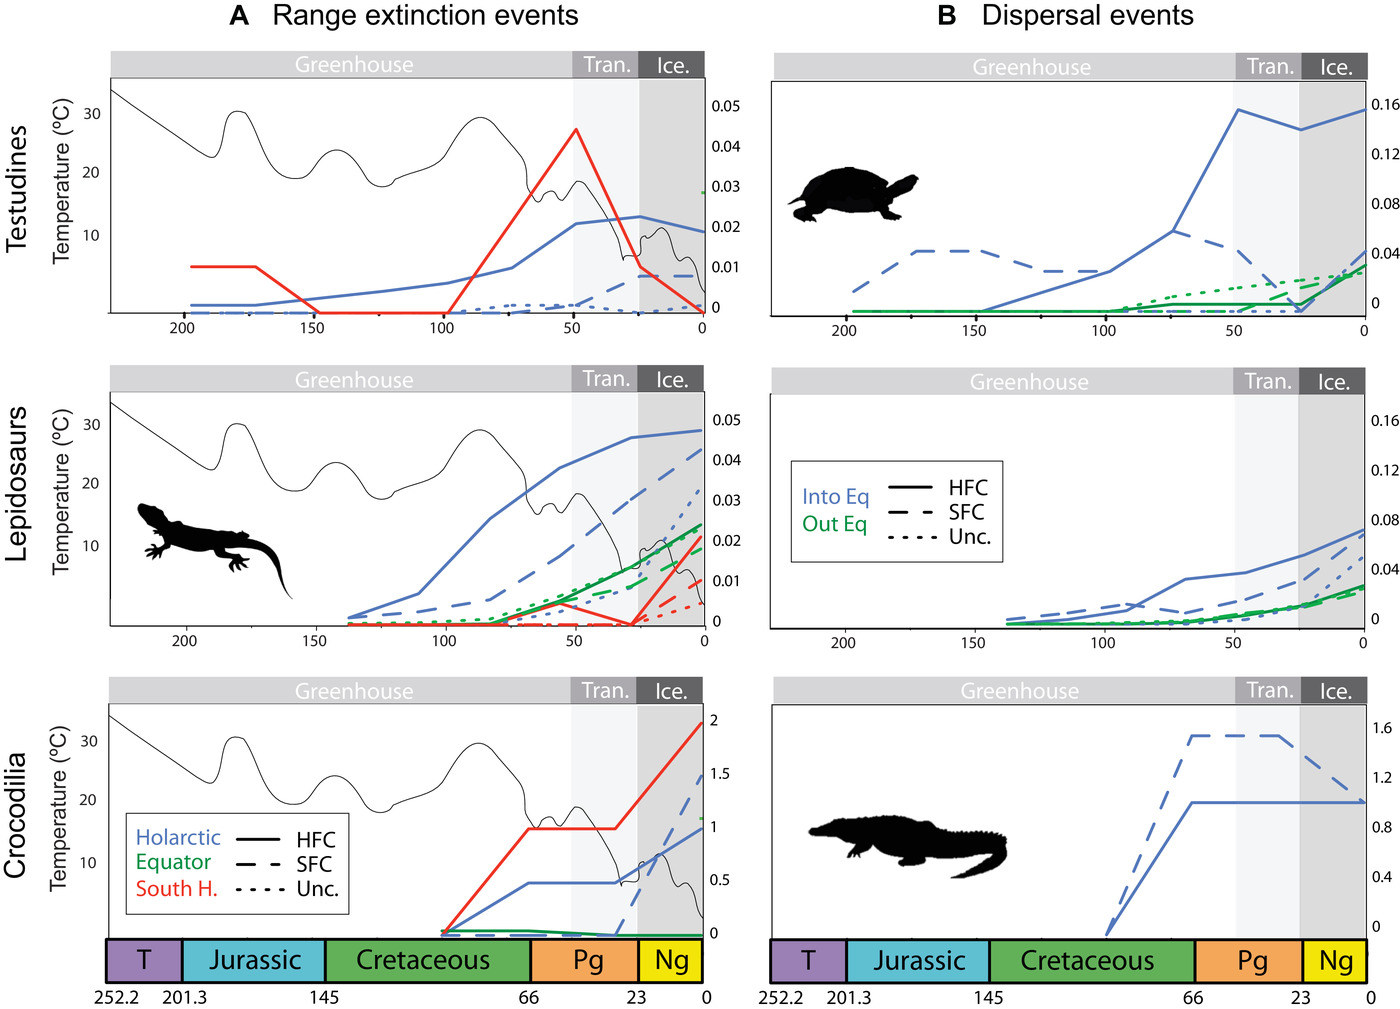 A Range extinction events
B Dispersal events
Testudines
Temperature (ºC)
Greenhouse Tran. Ice.
30
20
10
0.05
0.04
0.03
0.02
0.01
0
200 150 100 50 0
Greenhouse Tran. Ice.
0.16
0.12
0.08
0.04
0
200 150 100 50 0
Lepidosaurs
Temperature (ºC)
Greenhouse Tran. Ice.
30
20
10
0.05
0.04
0.03
0.02
0.01
0
200 150 100 50 0
Greenhouse Tran. Ice.
Into Eq
Out Eq
HFC
SFC
Unc.
0.16
0.12
0.08
0.04
0
200 150 100 50 0
Crocodilia
Temperature (ºC)
Greenhouse Tran. Ice.
30
20
10
Holarctic HFC
Equator SFC
South H. Unc.
2
1.5
1
0.5
0
T Jurassic Cretaceous Pg Ng
252.2 201.3 145 66 23 0
Greenhouse Tran. Ice.
1.6
1.2
0.8
0.4
0
T Jurassic Cretaceous Pg Ng
252.2 201.3 145 66 23 0